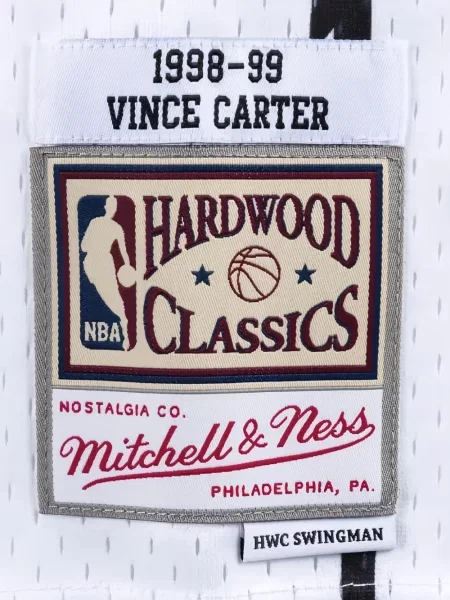 1998-99
VINCE CARTER
HARDWOOD
CLASSICS
NBA
NOSTALGIA CO.
Mitchell & Ness
PHILADELPHIA, PA.
HWC SWINGMAN